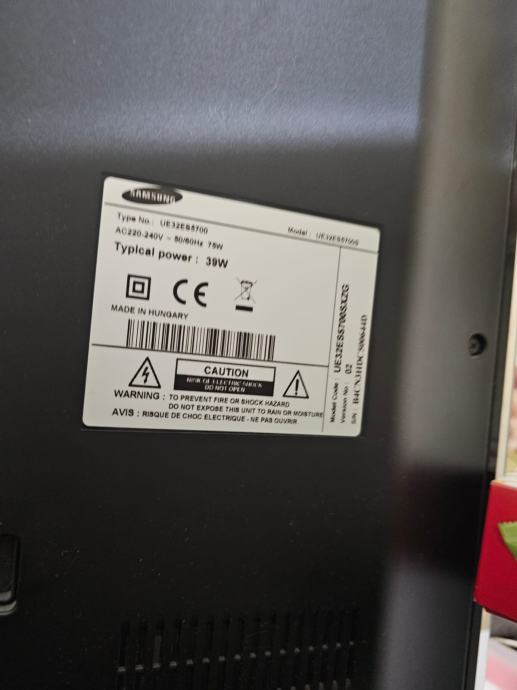 SAMSUNG
Type No.: UE32ES5700
Model : UE32ES5700S
AC220-240V ~ 50/60Hz 75W
Typical power : 39W
CE
MADE IN HUNGARY
CAUTION
RISK OF ELECTRIC SHOCK
DO NOT OPEN
WARNING : TO PREVENT FIRE OR SHOCK HAZARD
DO NOT EXPOSE THIS UNIT TO RAIN OR MOISTURE
AVIS : RISQUE DE CHOC ELECTRIQUE - NE PAS OUVRIR
Model Code : UE32ES5700SXZG
Version No : 02
S/N :